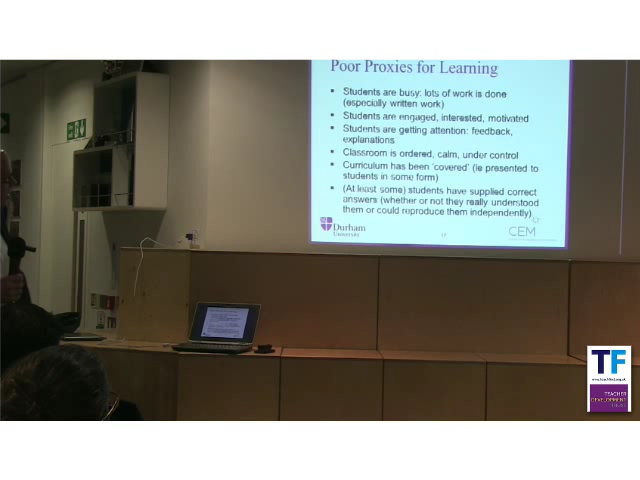 Poor Proxies for Learning
Students are busy: lots of work is done
(especially written work)
Students are engaged, interested, motivated
Students are getting attention: feedback,
explanations
Classroom is ordered, calm, under control
Curriculum has been 'covered' (ie presented to
students in some form)
(At least some) students have supplied correct
answers (whether or not they really understood
them or could reproduce them independently)
Durham
University
CEM
TF
TEACHER
DEVELOPMENT